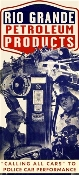 RIO GRANDE
PETROLEUM
PRODUCTS
"CALLING ALL CARS" TO
POLICE CAR PERFORMANCE